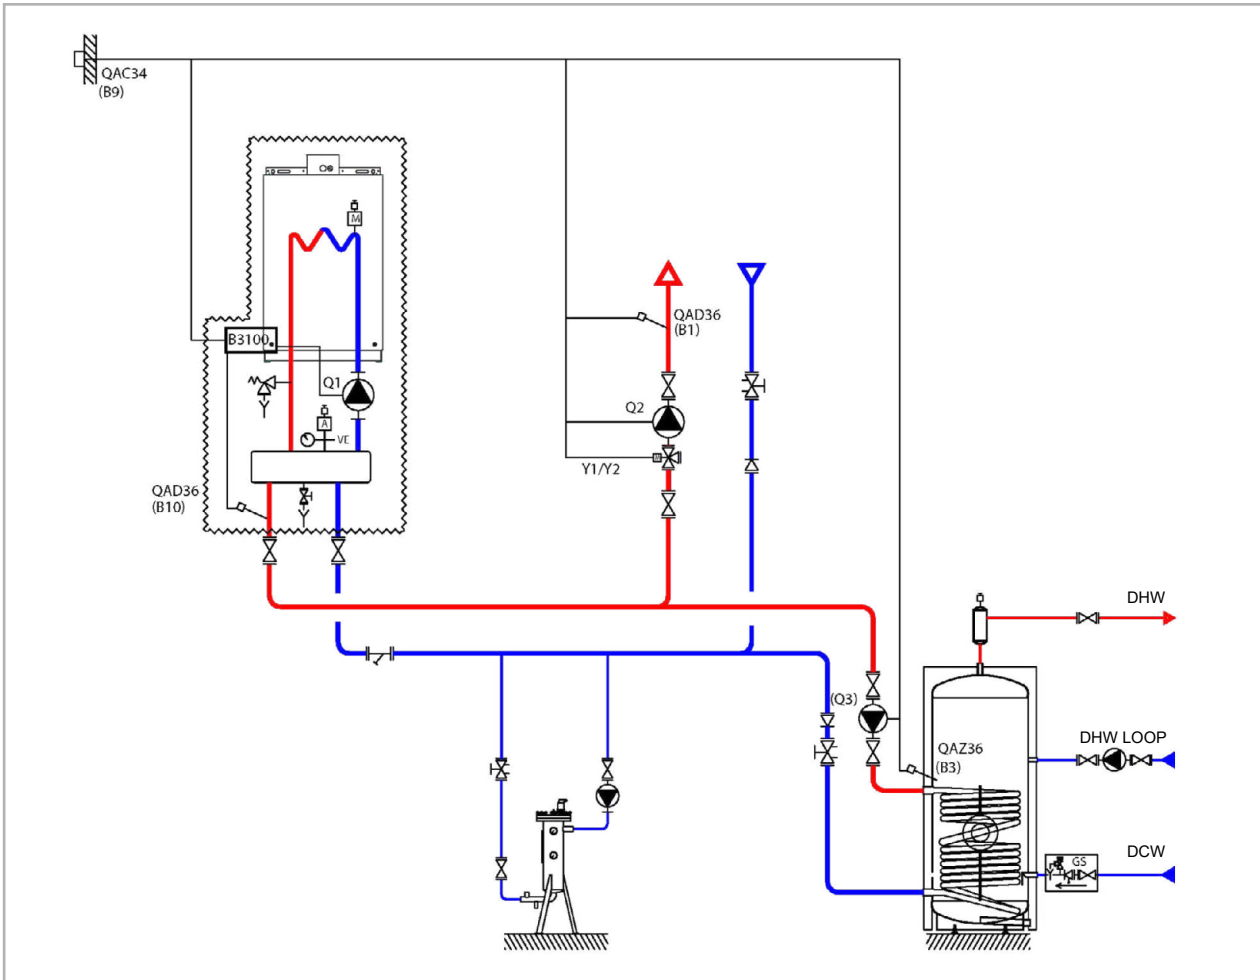 QAC34
(B9)
M
B3100
QAD36
(B1)
Q1
Q2
A
VE
Y1/Y2
QAD36
(B10)
DHW
(Q3)
DHW LOOP
QAZ36
(B3)
DCW
GS